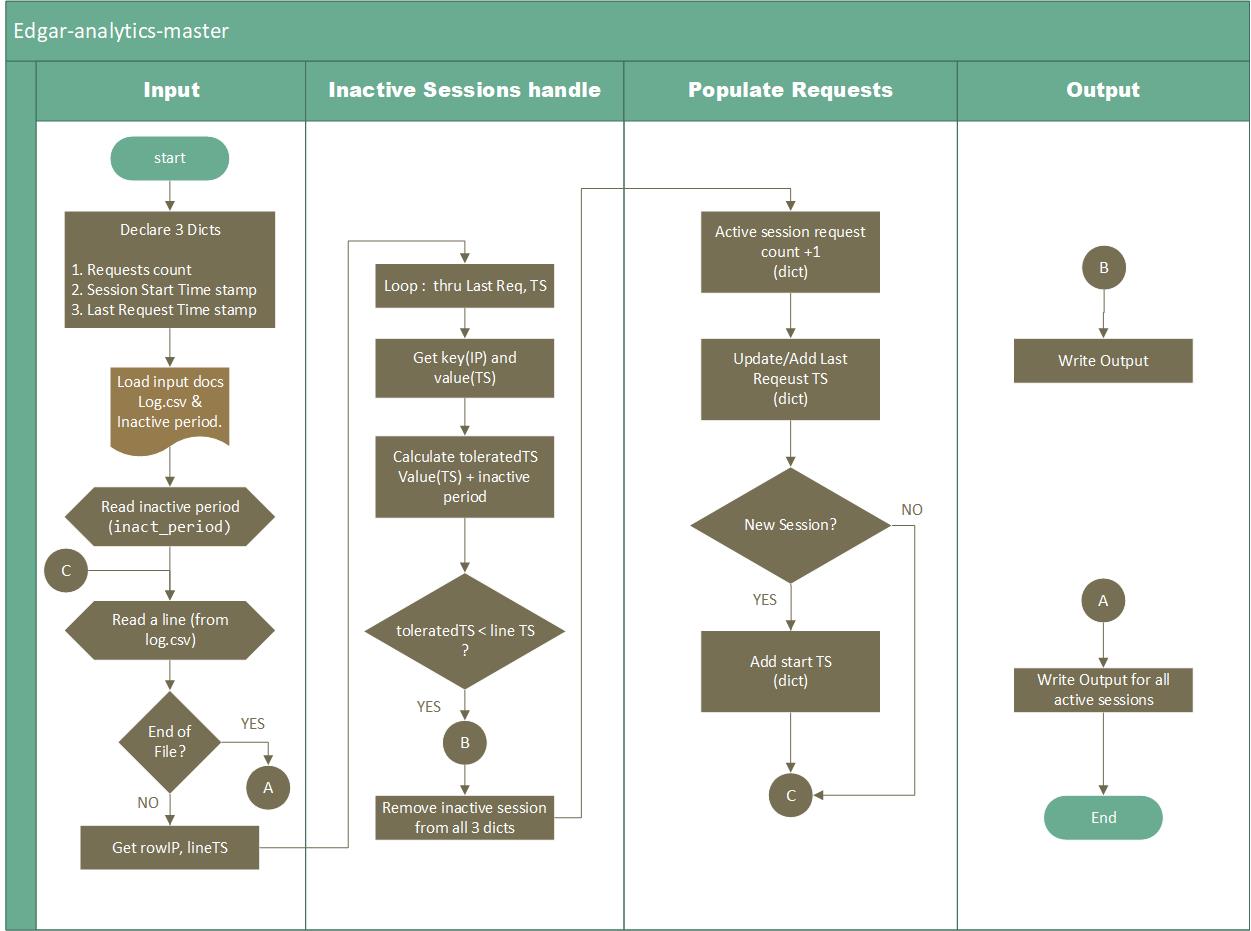 Edgar-analytics-master
Input
Inactive Sessions handle
Populate Requests
Output
start
Declare 3 Dicts
1. Requests count
2. Session Start Time stamp
3. Last Request Time stamp
Load input docs
Log.csv &
Inactive period.
Read inactive period
(inact_period)
C
Read a line (from
log.csv)
End of
File?
YES
A
NO
Get rowIP, lineTS
Loop : thru Last Req, TS
Get key(IP) and
value(TS)
Calculate toleratedTS
Value(TS) + inactive
period
toleratedTS < line TS
?
YES
B
Remove inactive session
from all 3 dicts
Active session request
count +1
(dict)
Update/Add Last
Reqeust TS
(dict)
New Session?
NO
YES
Add start TS
(dict)
C
B
Write Output
A
Write Output for all
active sessions
End